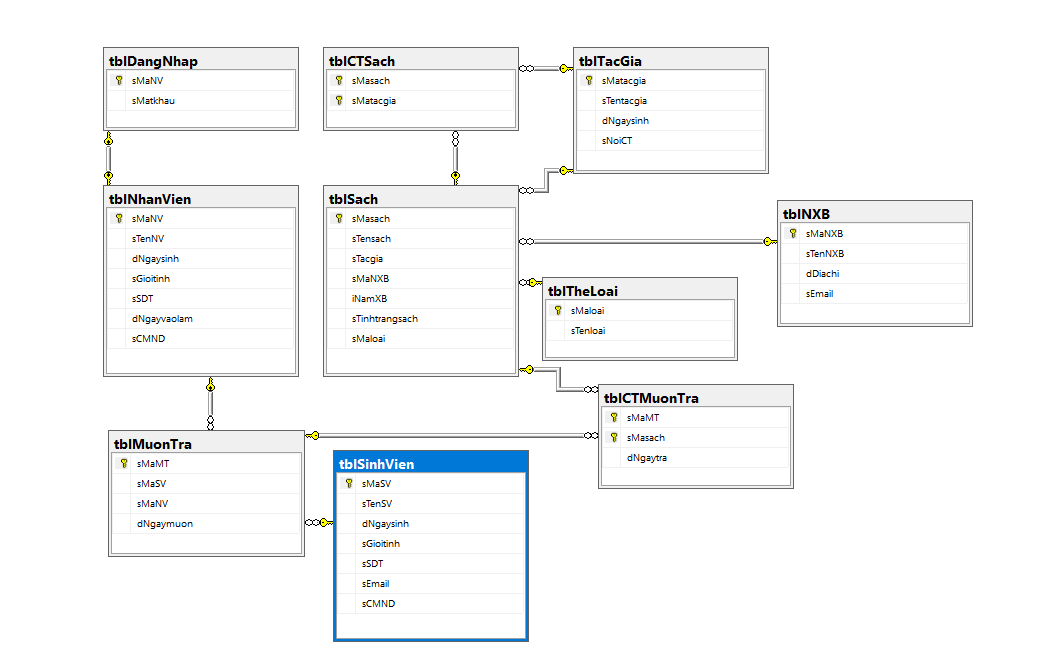 tblDangNhap
sMaNV
sMatkhau
tblCTSach
sMasach
sMatacgia
tblTacGia
sMatacgia
sTentacgia
dNgaysinh
sNoiCT
tblNhanVien
sMaNV
sTenNV
dNgaysinh
sGioitinh
sSDT
dNgayvaolam
sCMND
tblSach
sMasach
sTensach
sTacgia
sMaNXB
iNamXB
sTinhtrangsach
sMaloai
tblNXB
sMaNXB
sTenNXB
dDiachi
sEmail
tblTheLoai
sMaloai
sTenloai
tblCTMuonTra
sMaMT
sMasach
dNgaytra
tblMuonTra
sMaMT
sMaSV
sMaNV
dNgaymuon
tblSinhVien
sMaSV
sTenSV
dNgaysinh
sGioitinh
sSDT
sEmail
sCMND